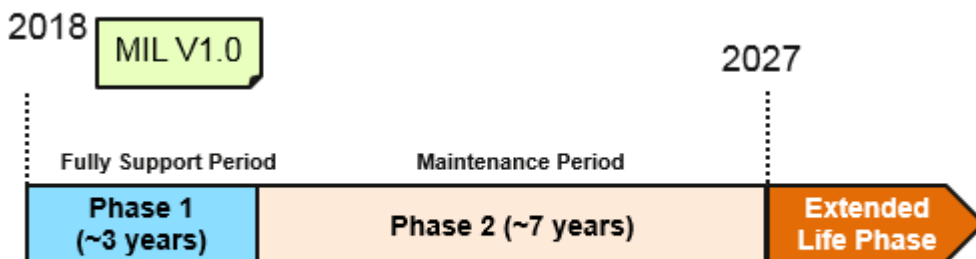 2018
MIL V1.0
2027
Fully Support Period
Maintenance Period
Phase 1
(~3 years)
Phase 2 (~7 years)
Extended
Life Phase